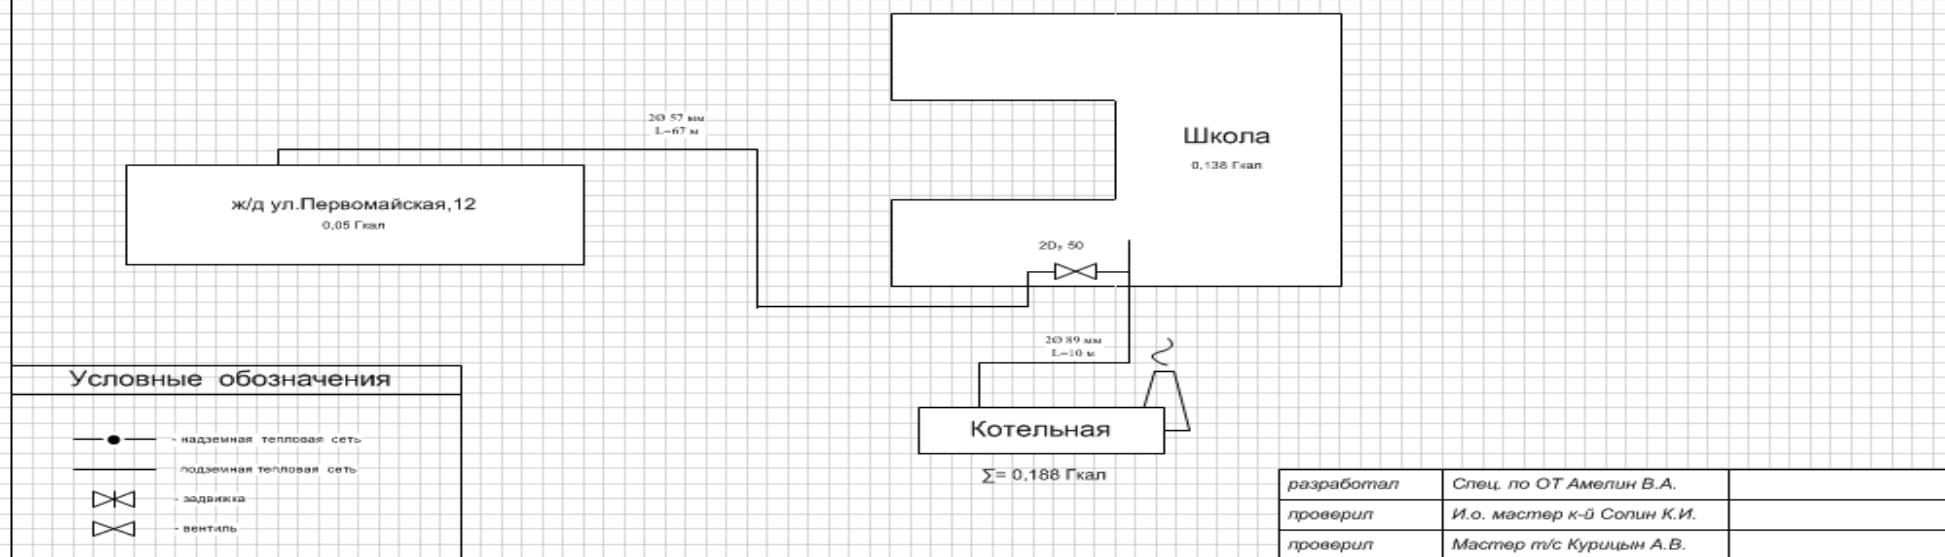 Школа
0,138 Гкал
2Ø 57 мм
L=67 м
ж/д ул.Первомайская,12
0,05 Гкал
2Dу 50
2Ø 89 мм
L=10 м
Условные обозначения
- надземная тепловая сеть
подземная тепловая сеть
- задвижка
- вентиль
Котельная
∑= 0,188 Гкал
разработал Спец. по ОТ Амелин В.А.
проверил И.о. мастер к-й Сопин К.И.
проверил Мастер т/с Курицын А.В.